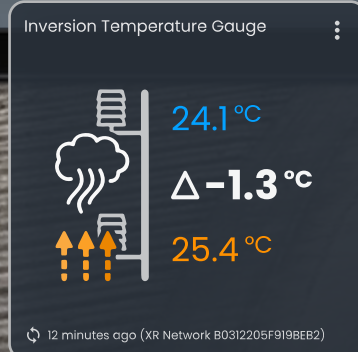 Inversion Temperature Gauge
24.1 °C
△ -1.3 °C
25.4 °C
12 minutes ago (XR Network B0312205F919BEB2)